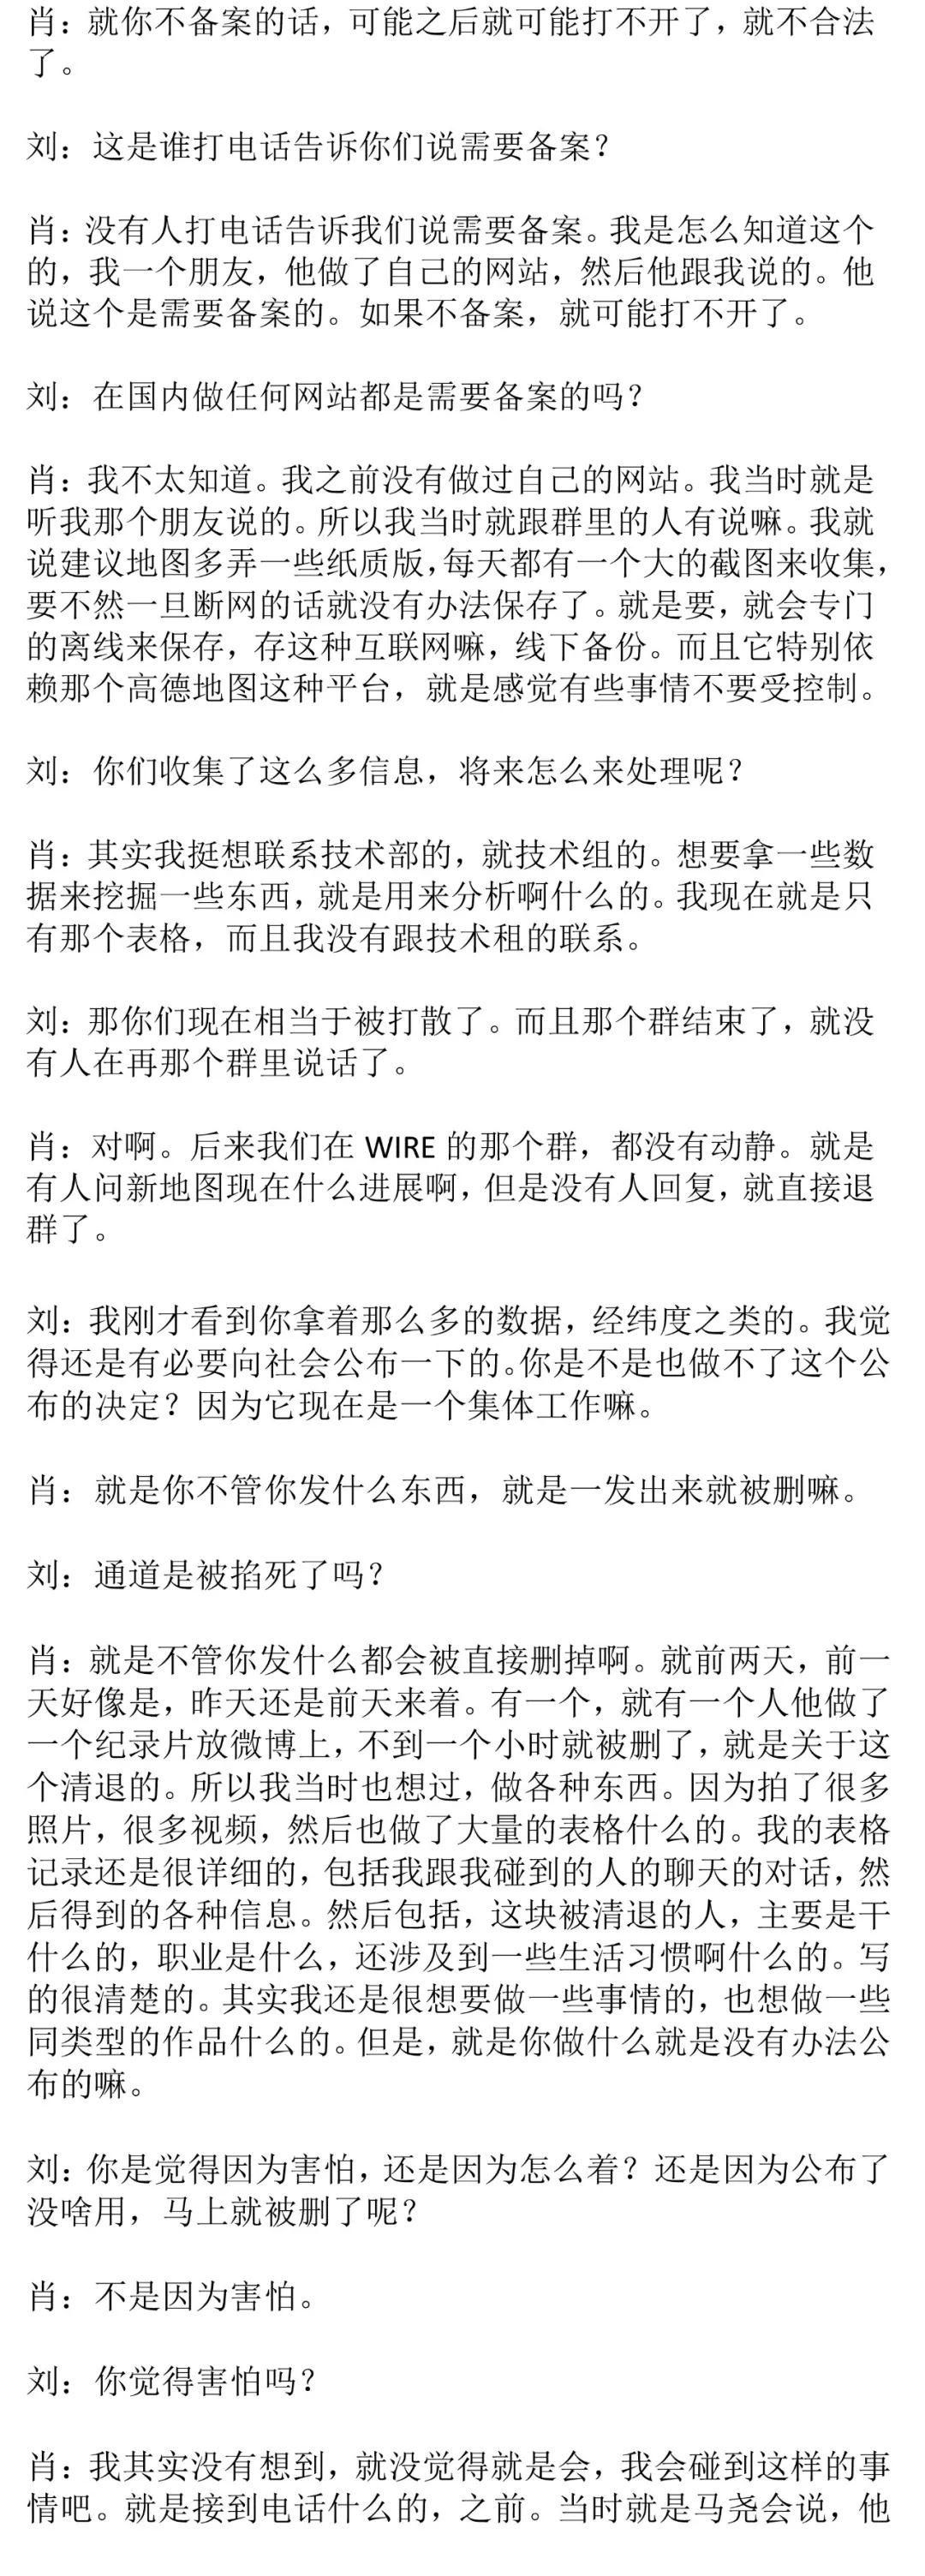 肖：就你不备案的话，可能之后就可能打不开了，就不合法
了。
刘：这是谁打电话告诉你们说需要备案？
肖：没有人打电话告诉我们说需要备案。我是怎么知道这个
的，我一个朋友，他做了自己的网站，然后他跟我说的。他
说这个是需要备案的。如果不备案，就可能打不开了。
刘：在国内做任何网站都是需要备案的吗？
肖：我不太知道。我之前没有做过自己的网站。我当时就是
听我那个朋友说的。所以我当时就跟群里的人有说嘛。我就
说建议地图多弄一些纸质版，每天都有一个大的截图来收集，
要不然一旦断网的话就没有办法保存了。就是要，就会专门
的离线来保存，存这种互联网嘛，线下备份。而且它特别依
赖那个高德地图这种平台，就是感觉有些事情不要受控制。
刘：你们收集了这么多信息，将来怎么来处理呢？
肖：其实我挺想联系技术部的，就技术组的。想要拿一些数
据来挖掘一些东西，就是用来分析啊什么的。我现在就是只
有那个表格，而且我没有跟技术租的联系。
刘：那你们现在相当于被打散了。而且那个群结束了，就没
有人在再那个群里说话了。
肖：对啊。后来我们在 WIRE 的那个群，都没有动静。就是
有人问新地图现在什么进展啊，但是没有人回复，就直接退
群了。
刘：我刚才看到你拿着那么多的数据，经纬度之类的。我觉
得还是有必要向社会公布一下的。你是不是也做不了这个公
布的决定？因为它现在是一个集体工作嘛。
肖：就是你不管你发什么东西，就是一发出来就被删嘛。
刘：通道是被掐死了吗？
肖：就是不管你发什么都会被直接删掉啊。就前两天，前一
天好像是，昨天还是前天来着。有一个，就有一个人他做了
一个纪录片放微博上，不到一个小时就被删了，就是关于这
个清退的。所以我当时也想过，做各种东西。因为拍了很多
照片，很多视频，然后也做了大量的表格什么的。我的表格
记录还是很详细的，包括我跟我碰到的人的聊天的对话，然
后得到的各种信息。然后包括，这块被清退的人，主要是干
什么的，职业是什么，还涉及到一些生活习惯啊什么的。写
的很清楚的。其实我还是很想要做一些事情的，也想做一些
同类型的作品什么的。但是，就是你做什么就是没有办法公
布的嘛。
刘：你是觉得因为害怕，还是因为怎么着？还是因为公布了
没啥用，马上就被删了呢？
肖：不是因为害怕。
刘：你觉得害怕吗？
肖：我其实没有想到，就没觉得就是会，我会碰到这样的事
情吧。就是接到电话什么的，之前。当时就是马尧会说，他